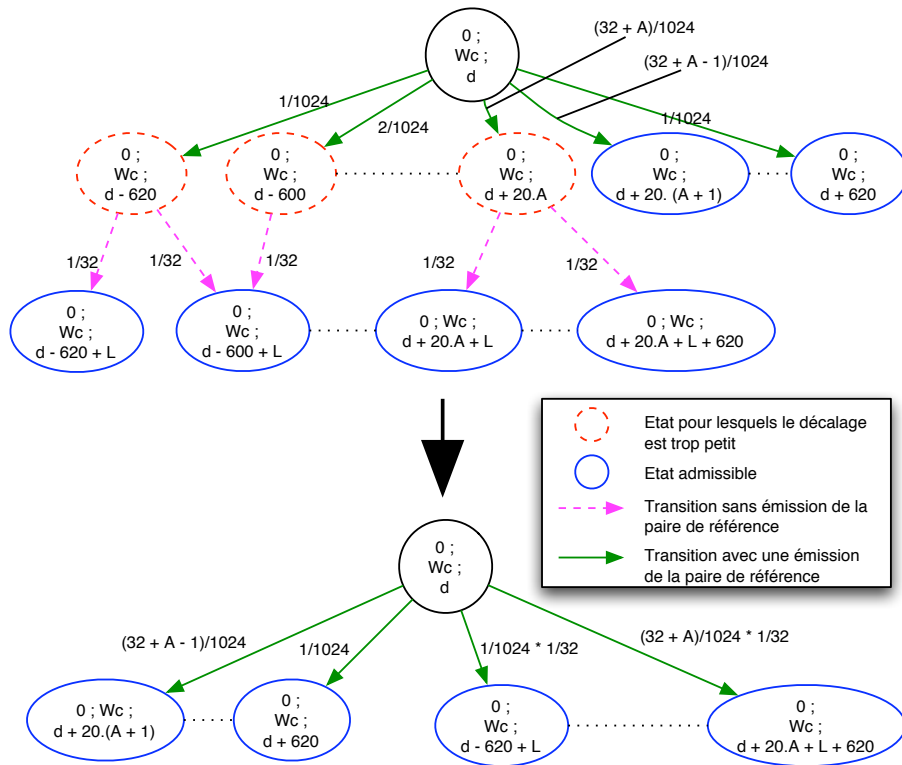 (32 + A)/1024
0 ;
Wc ;
d
(32 + A - 1)/1024
1/1024
2/1024
1/1024
0 ;
Wc ;
d - 620
0 ;
Wc ;
d - 600
0 ;
Wc ;
d + 20.A
0 ;
Wc ;
d + 20. (A + 1)
0 ;
Wc ;
d + 620
1/32
1/32
1/32
1/32
1/32
0 ;
Wc ;
d - 620 + L
0 ;
Wc ;
d - 600 + L
0 ; Wc ;
d + 20.A + L
0 ; Wc ;
d + 20.A + L + 620
Etat pour lesquels le décalage
est trop petit
Etat admissible
Transition sans émission de la
paire de référence
Transition avec une émission
de la paire de référence
0 ;
Wc ;
d
(32 + A - 1)/1024
1/1024
1/1024 * 1/32
(32 + A)/1024 * 1/32
0 ; Wc ;
d + 20.(A + 1)
0 ;
Wc ;
d + 620
0 ;
Wc ;
d - 620 + L
0 ;
Wc ;
d + 20.A + L + 620